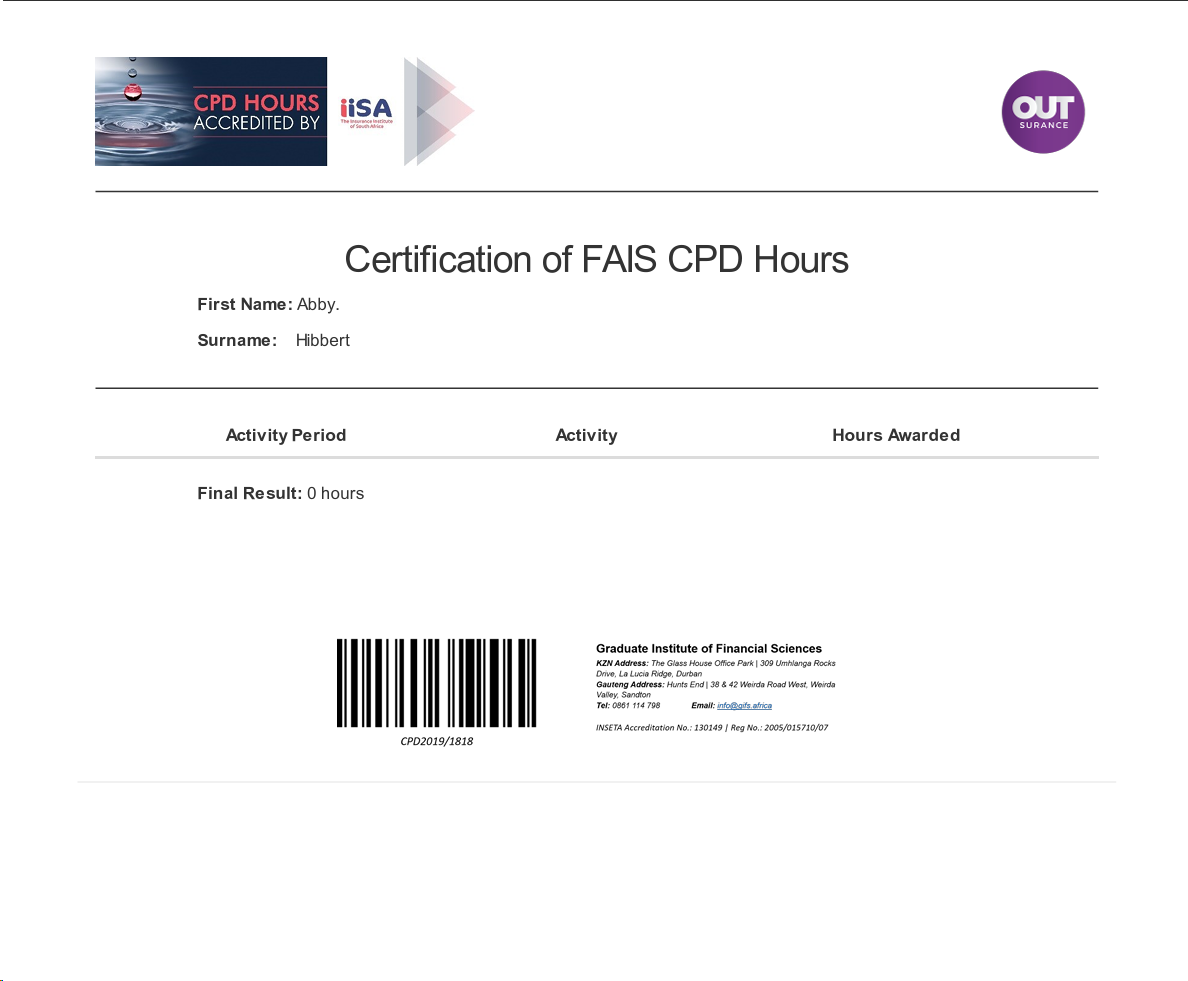 CPD HOURS
ACCREDITED BY
iiSA
The Insurance Institute
of South Africa
OUT
SURANCE
Certification of FAIS CPD Hours
First Name: Abby.
Surname: Hibbert
Activity Period Activity Hours Awarded
Final Result: 0 hours
CPD2019/1818
Graduate Institute of Financial Sciences
KZN Address: The Glass House Office Park | 309 Umhlanga Rocks
Drive, La Lucia Ridge, Durban
Gauteng Address: Hunts End | 38 & 42 Weirda Road West, Weirda
Valley, Sandton
Tel: 0861 114 798 Email: info@gifs.africa
INSETA Accreditation No.: 130149 | Reg No.: 2005/015710/07